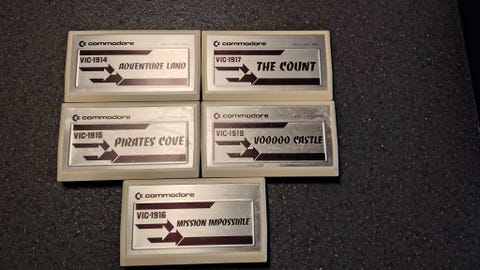 commodore
VIC-1914
ADVENTURE LAND
commodore
VIC-1917
THE COUNT
commodore
VIC-1915
PIRATES COVE
commodore
VIC-1918
VOODOO CASTLE
commodore
VIC-1916
MISSION IMPOSSIBLE